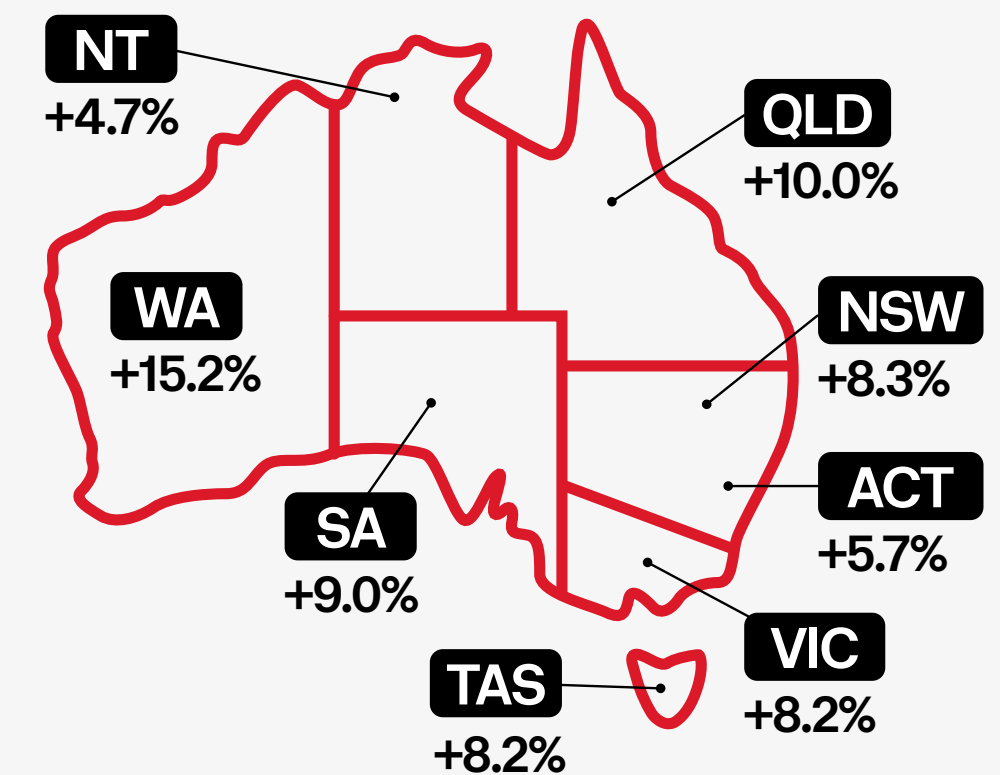 NT
+4.7%
QLD
+10.0%
WA
+15.2%
NSW
+8.3%
SA
+9.0%
ACT
+5.7%
VIC
+8.2%
TAS
+8.2%